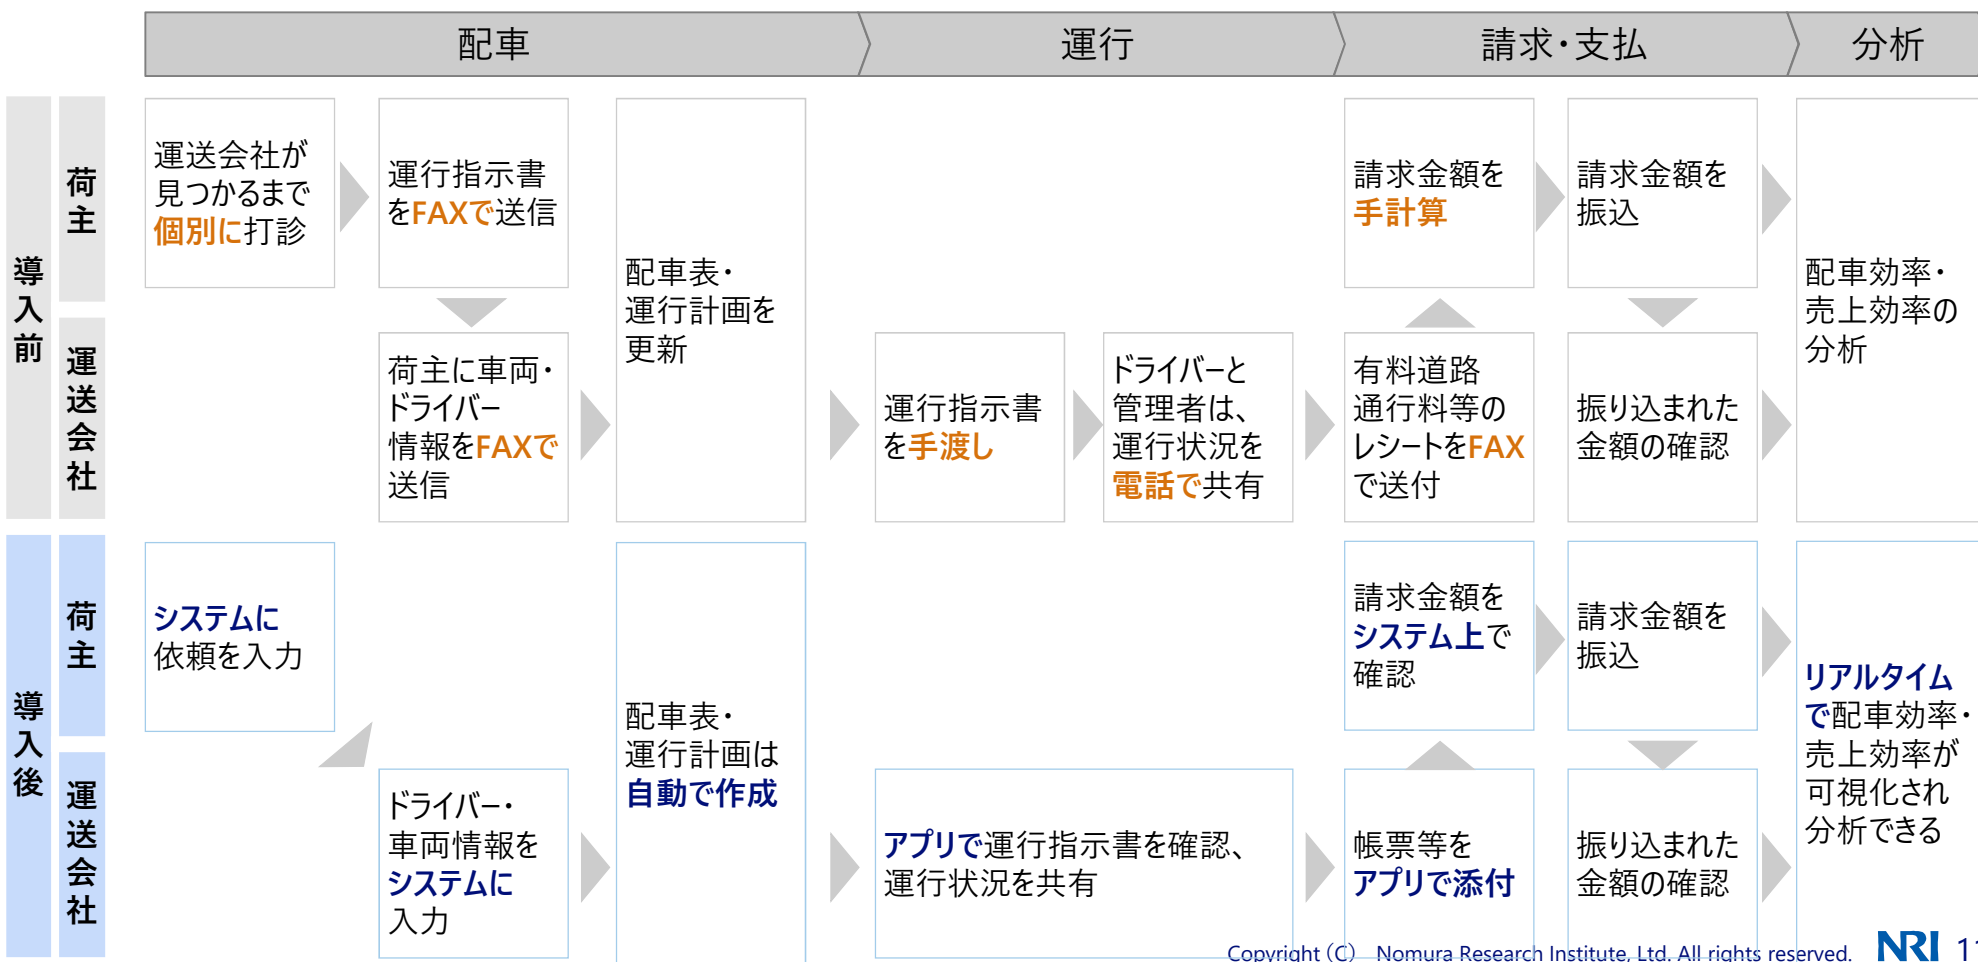 配車
運行
請求・支払
分析
導入前
荷主
運送会社が
見つかるまで
個別に打診
運行指示書
をFAXで送信
配車表・
運行計画を
更新
請求金額を
手計算
請求金額を
振込
配車効率・
売上効率の
分析
運送会社
荷主に車両・
ドライバー
情報をFAXで
送信
運行指示書
を手渡し
ドライバーと
管理者は、
運行状況を
電話で共有
有料道路
通行料等の
レシートをFAX
で送付
振り込まれた
金額の確認
導入後
荷主
システムに
依頼を入力
配車表・
運行計画は
自動で作成
請求金額を
システム上で
確認
請求金額を
振込
リアルタイム
で配車効率・
売上効率が
可視化され
分析できる
運送会社
ドライバー・
車両情報を
システムに
入力
アプリで運行指示書を確認、
運行状況を共有
帳票等を
アプリで添付
振り込まれた
金額の確認
Copyright（C） Nomura Research Institute, Ltd. All rights reserved.
NRI